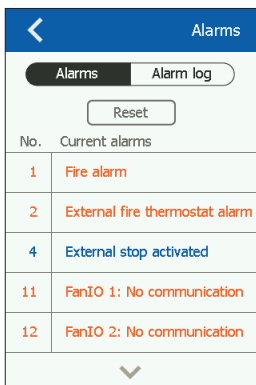 Alarms
Alarms Alarm log
Reset
No. Current alarms
1 Fire alarm
2 External fire thermostat alarm
4 External stop activated
11 FanIO 1: No communication
12 FanIO 2: No communication